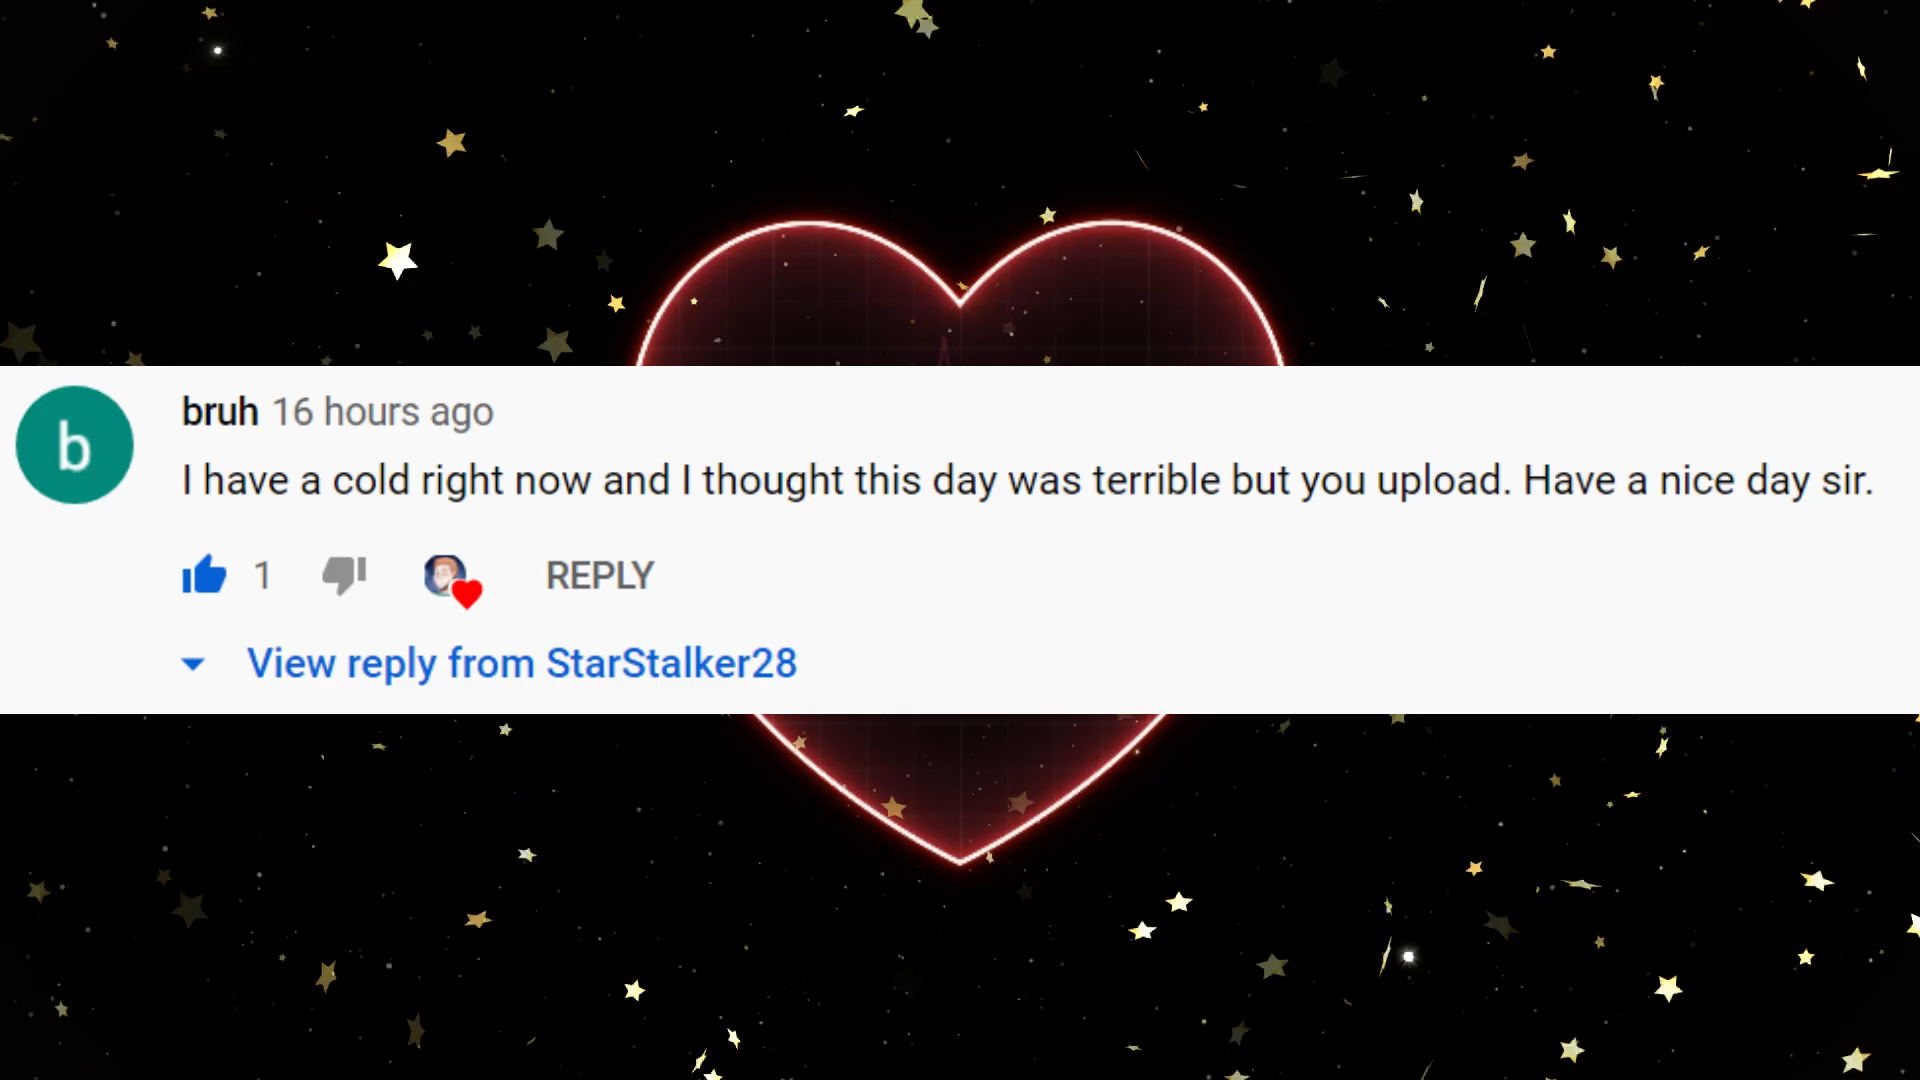 b
bruh 16 hours ago
I have a cold right now and I thought this day was terrible but you upload. Have a nice day sir.
1 REPLY
View reply from StarStalker28